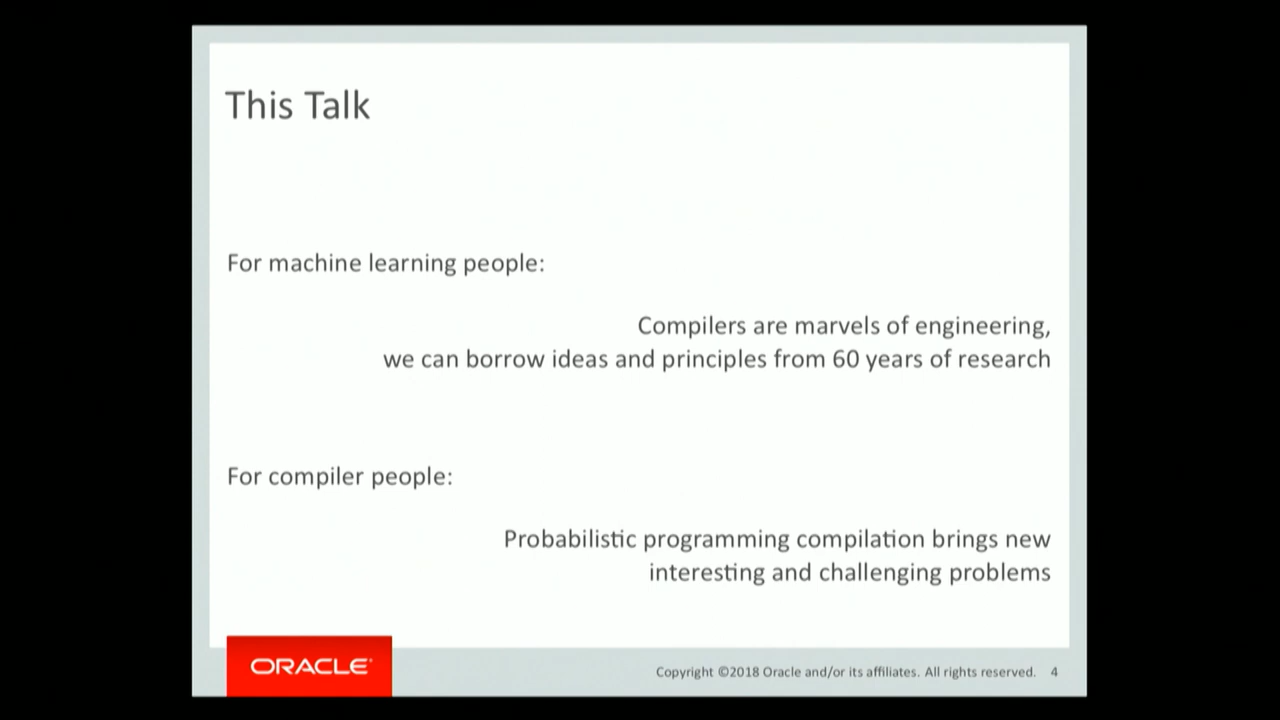 This Talk
For machine learning people:
Compilers are marvels of engineering,
we can borrow ideas and principles from 60 years of research
For compiler people:
Probabilistic programming compilation brings new
interesting and challenging problems
ORACLE
Copyright ©2018 Oracle and/or its affiliates. All rights reserved. 4